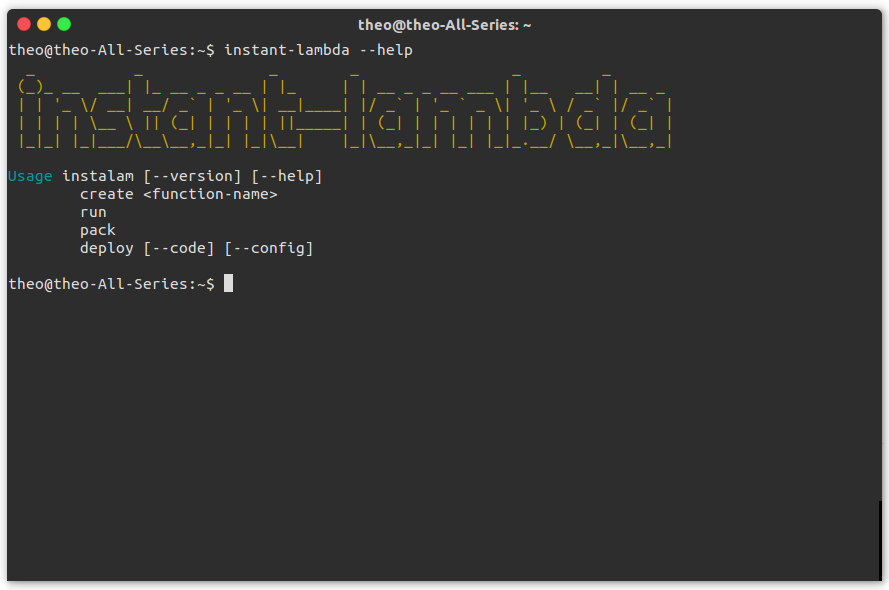 theo@theo-All-Series: ~
theo@theo-All-Series:~$ instant-lambda --help
instant-lambda
Usage instalam [--version] [--help]
create <function-name>
run
pack
deploy [--code] [--config]
theo@theo-All-Series:~$